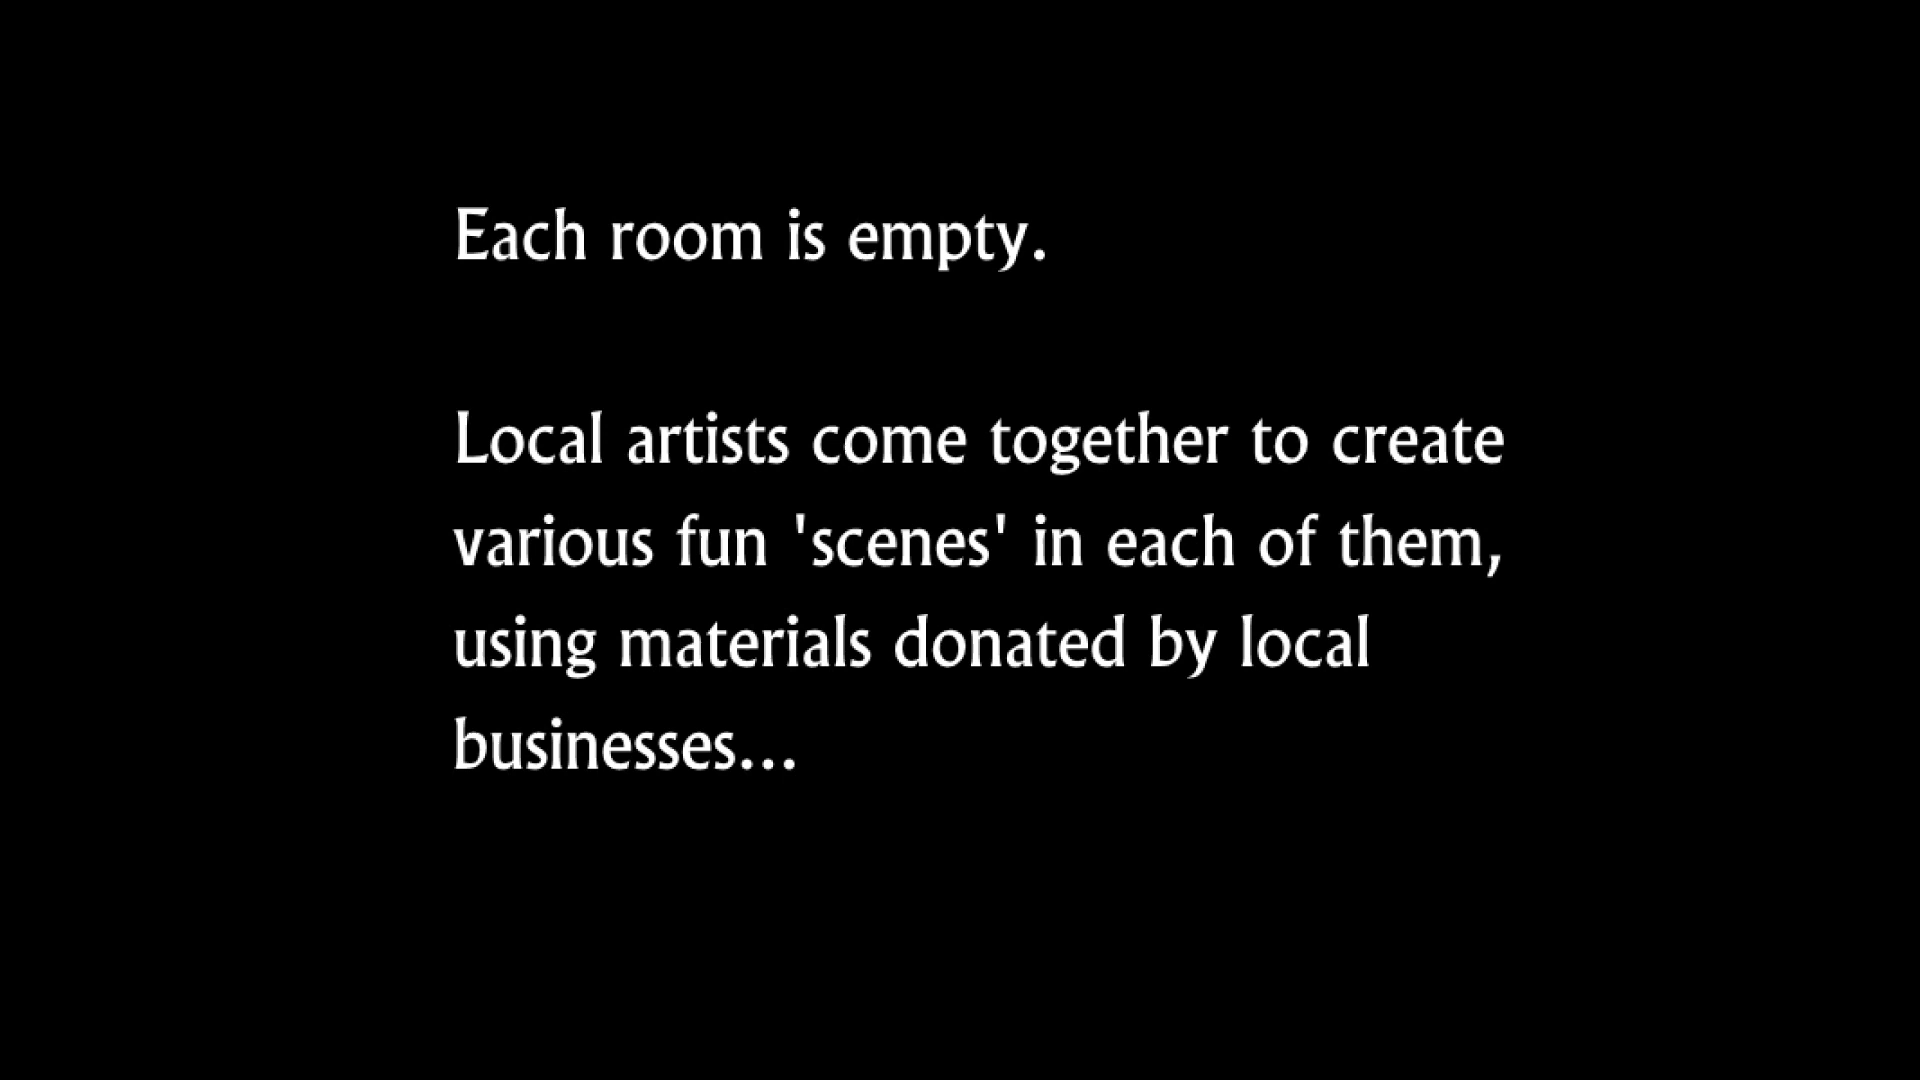 Each room is empty.
Local artists come together to create
various fun 'scenes' in each of them,
using materials donated by local
businesses...